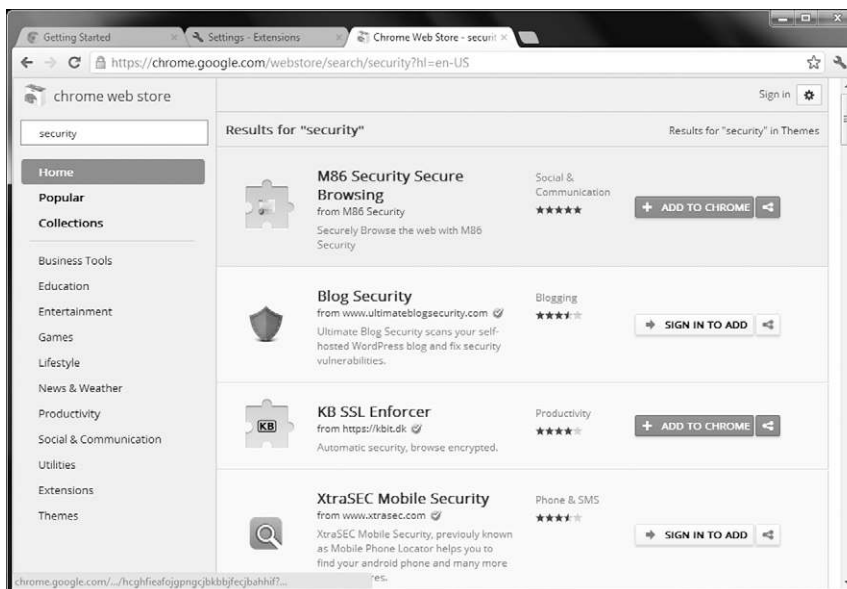 Getting Started
Settings - Extensions
Chrome Web Store - securit
https://chrome.google.com/webstore/search/security?hl=en-US
chrome web store
Sign in
security
Results for "security"
Results for "security" in Themes
Home
Popular
Collections
Business Tools
Education
Entertainment
Games
Lifestyle
News & Weather
Productivity
Social & Communication
Utilities
Extensions
Themes
M86 Security Secure
Browsing
from M86 Security
Securely Browse the web with M86
Security
Social &
Communication
+ ADD TO CHROME
Blog Security
from www.ultimateblogsecurity.com
Ultimate Blog Security scans your self-
hosted WordPress blog and fix security
vulnerabilities.
Blogging
SIGN IN TO ADD
KB
KB SSL Enforcer
from https://kbit.dk
Automatic security, browse encrypted.
Productivity
+ ADD TO CHROME
XtraSEC Mobile Security
from www.xtrasec.com
XtraSEC Mobile Security, previouly known
as Mobile Phone Locator helps you to
find your android phone and many more
Phone & SMS
SIGN IN TO ADD